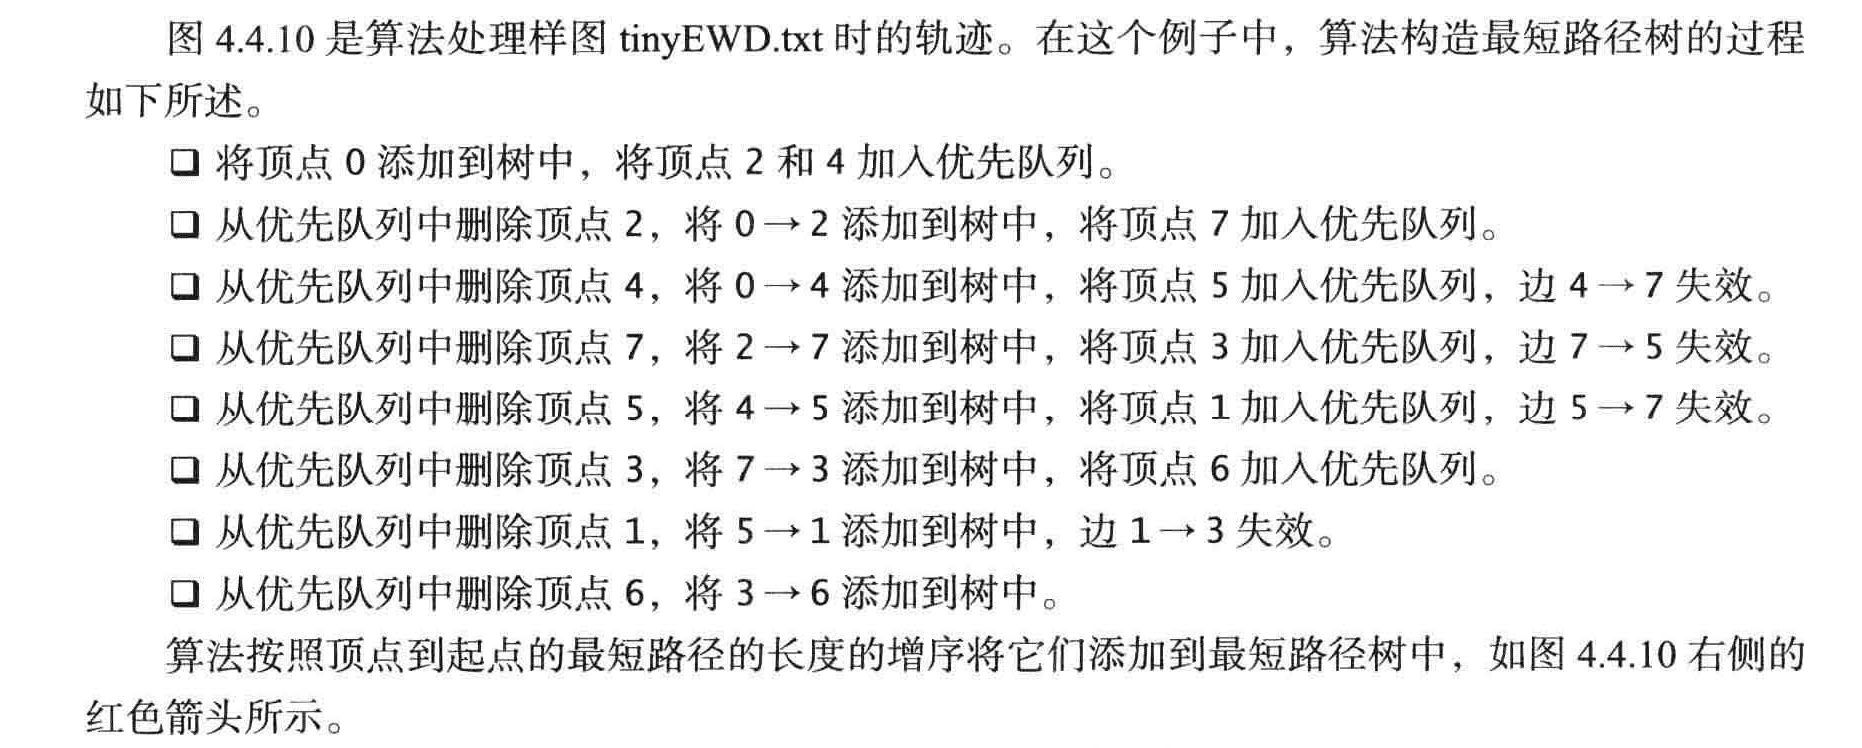 图 4.4.10 是算法处理样图 tinyEWD.txt 时的轨迹。在这个例子中，算法构造最短路径树的过程
如下所述。
❑ 将顶点 0 添加到树中，将顶点 2 和 4 加入优先队列。
❑ 从优先队列中删除顶点 2，将 0→2 添加到树中，将顶点 7 加入优先队列。
❑ 从优先队列中删除顶点 4，将 0→4 添加到树中，将顶点 5 加入优先队列，边 4→7 失效。
❑ 从优先队列中删除顶点 7，将 2→7 添加到树中，将顶点 3 加入优先队列，边 7→5 失效。
❑ 从优先队列中删除顶点 5，将 4→5 添加到树中，将顶点 1 加入优先队列，边 5→7 失效。
❑ 从优先队列中删除顶点 3，将 7→3 添加到树中，将顶点 6 加入优先队列。
❑ 从优先队列中删除顶点 1，将 5→1 添加到树中，边 1→3 失效。
❑ 从优先队列中删除顶点 6，将 3→6 添加到树中。
算法按照顶点到起点的最短路径的长度的增序将它们添加到最短路径树中，如图 4.4.10 右侧的
红色箭头所示。